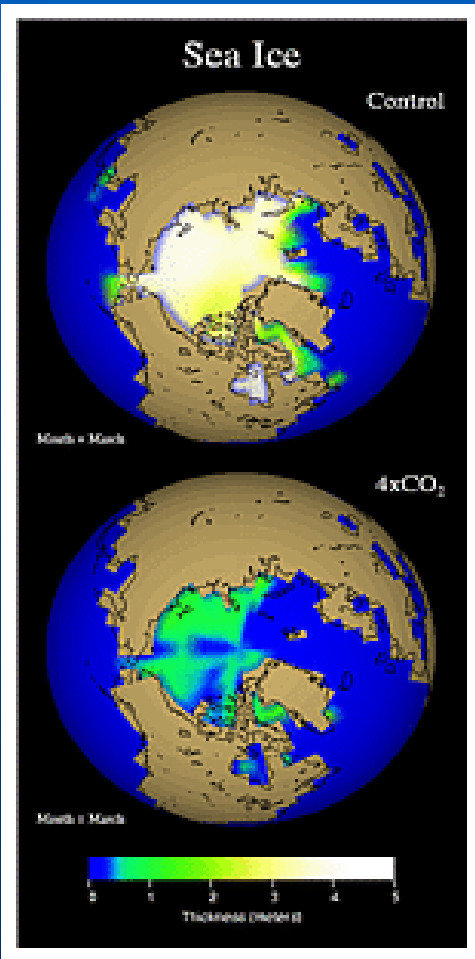 Sea Ice
Control
Month = March
4xCO₂
Month = March
0 1 2 3 4 5
Thickness (meters)